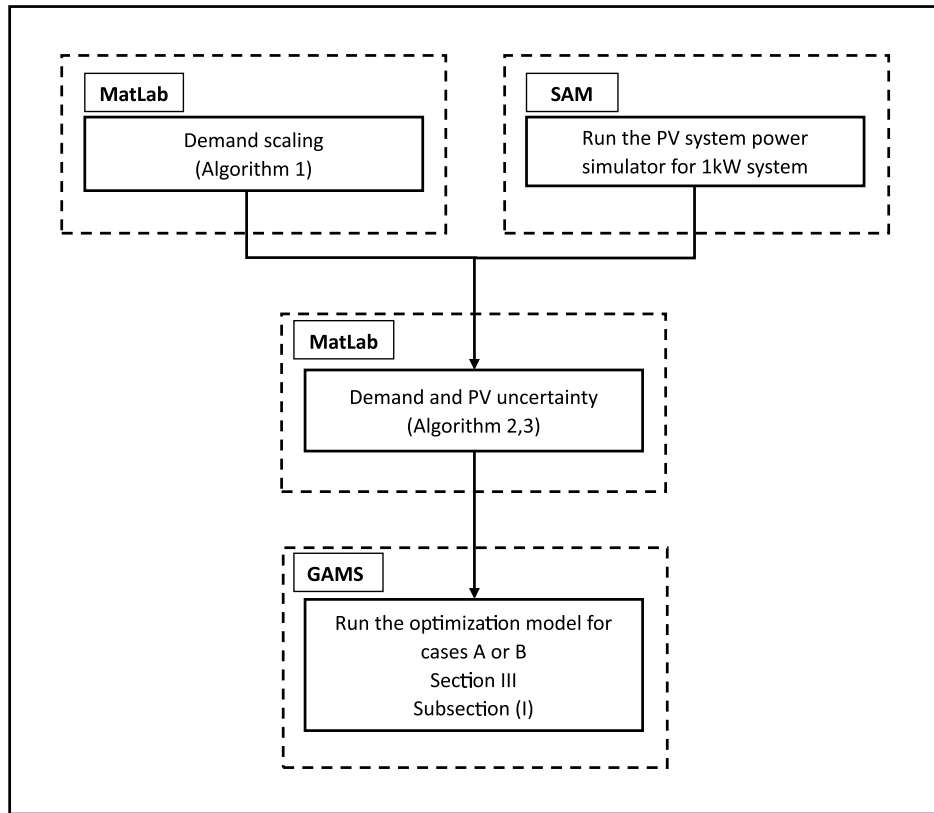 MatLab
Demand scaling
(Algorithm 1)
SAM
Run the PV system power
simulator for 1kW system
MatLab
Demand and PV uncertainty
(Algorithm 2,3)
GAMS
Run the optimization model for
cases A or B
Section III
Subsection (I)